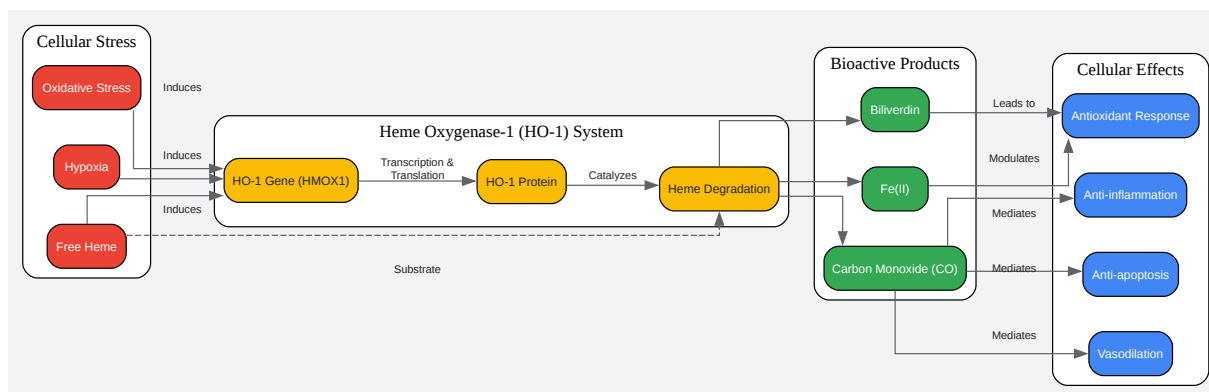 Cellular Stress
Oxidative Stress
Hypoxia
Free Heme
Induces
Induces
Induces
Heme Oxygenase-1 (HO-1) System
HO-1 Gene (HMOX1)
Transcription &
Translation
HO-1 Protein
Catalyzes
Heme Degradation
Substrate
Bioactive Products
Biliverdin
Fe(II)
Carbon Monoxide (CO)
Leads to
Modulates
Mediates
Mediates
Mediates
Cellular Effects
Antioxidant Response
Anti-inflammation
Anti-apoptosis
Vasodilation